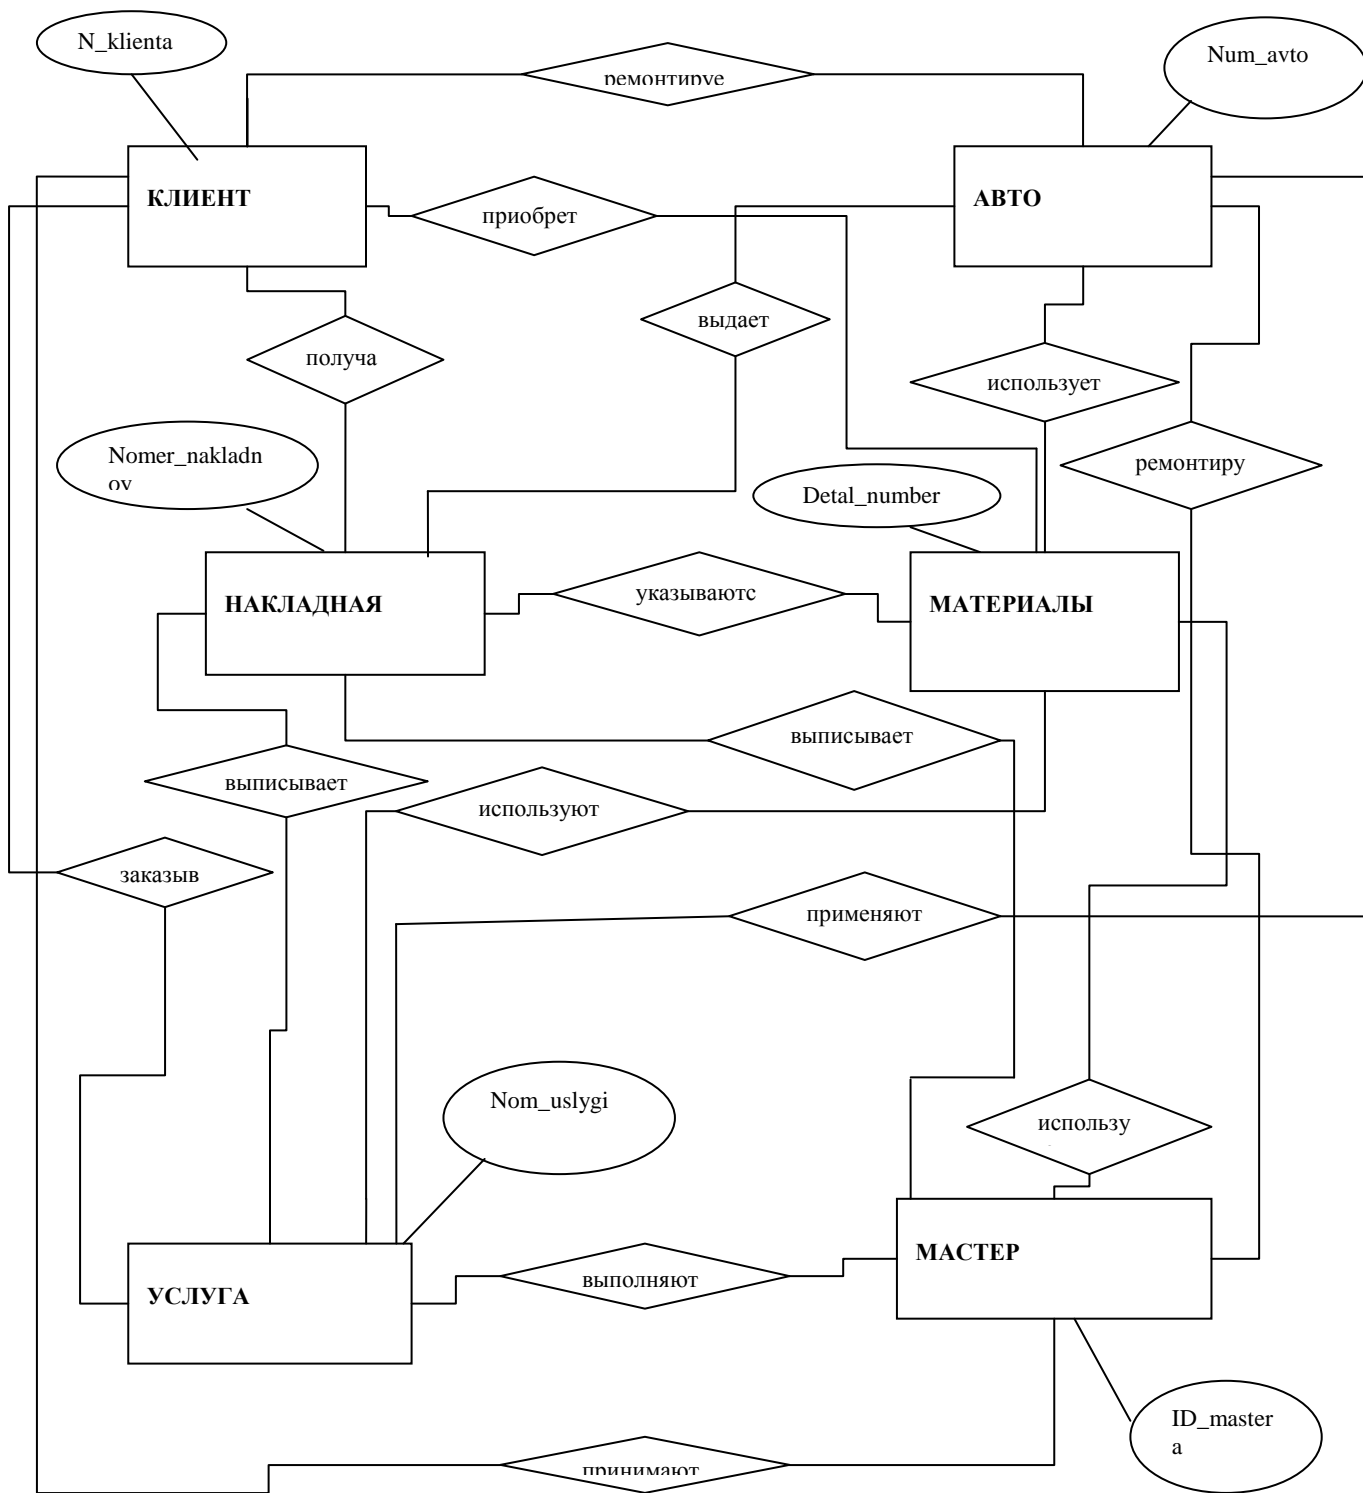 N_klienta
ремонтируе
Num_avto
КЛИЕНТ
приобрет
АВТО
выдает
получа
использует
Nomer_nakladn
oy
ремонтиру
Detal_number
НАКЛАДНАЯ
указываютс
МАТЕРИАЛЫ
выписывает
выписывает
используют
заказыв
применяют
Nom_uslygi
использу
МАСТЕР
выполняют
УСЛУГА
ID_master
a
принимают